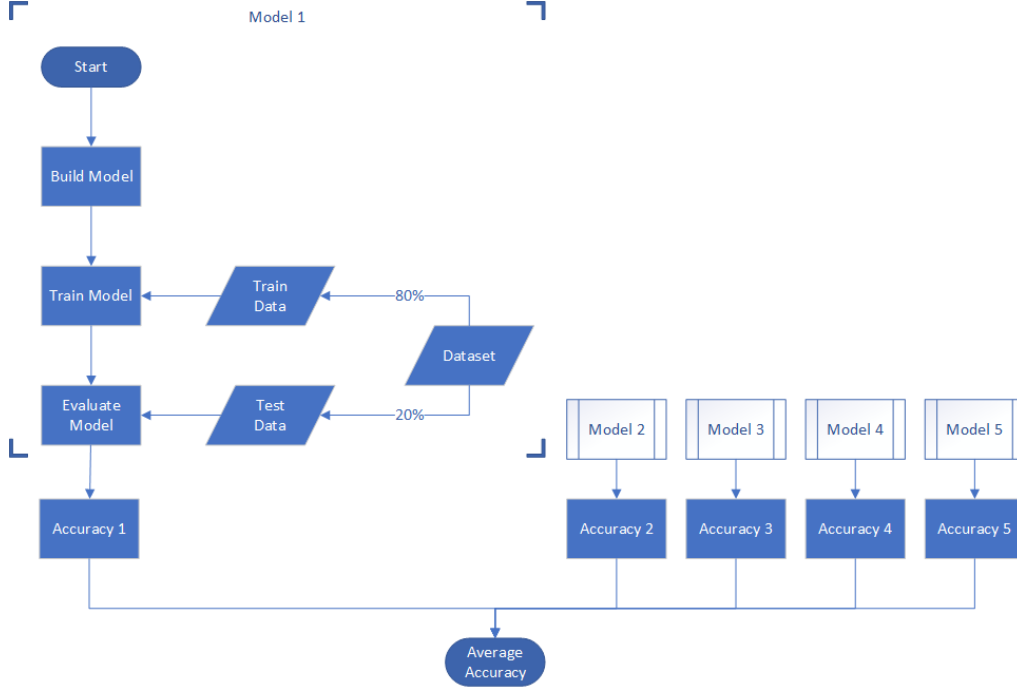 Model 1
Start
Build Model
Train Model
Train
Data
80%
Dataset
Evaluate
Model
Test
Data
20%
Model 2
Model 3
Model 4
Model 5
Accuracy 1
Accuracy 2
Accuracy 3
Accuracy 4
Accuracy 5
Average
Accuracy